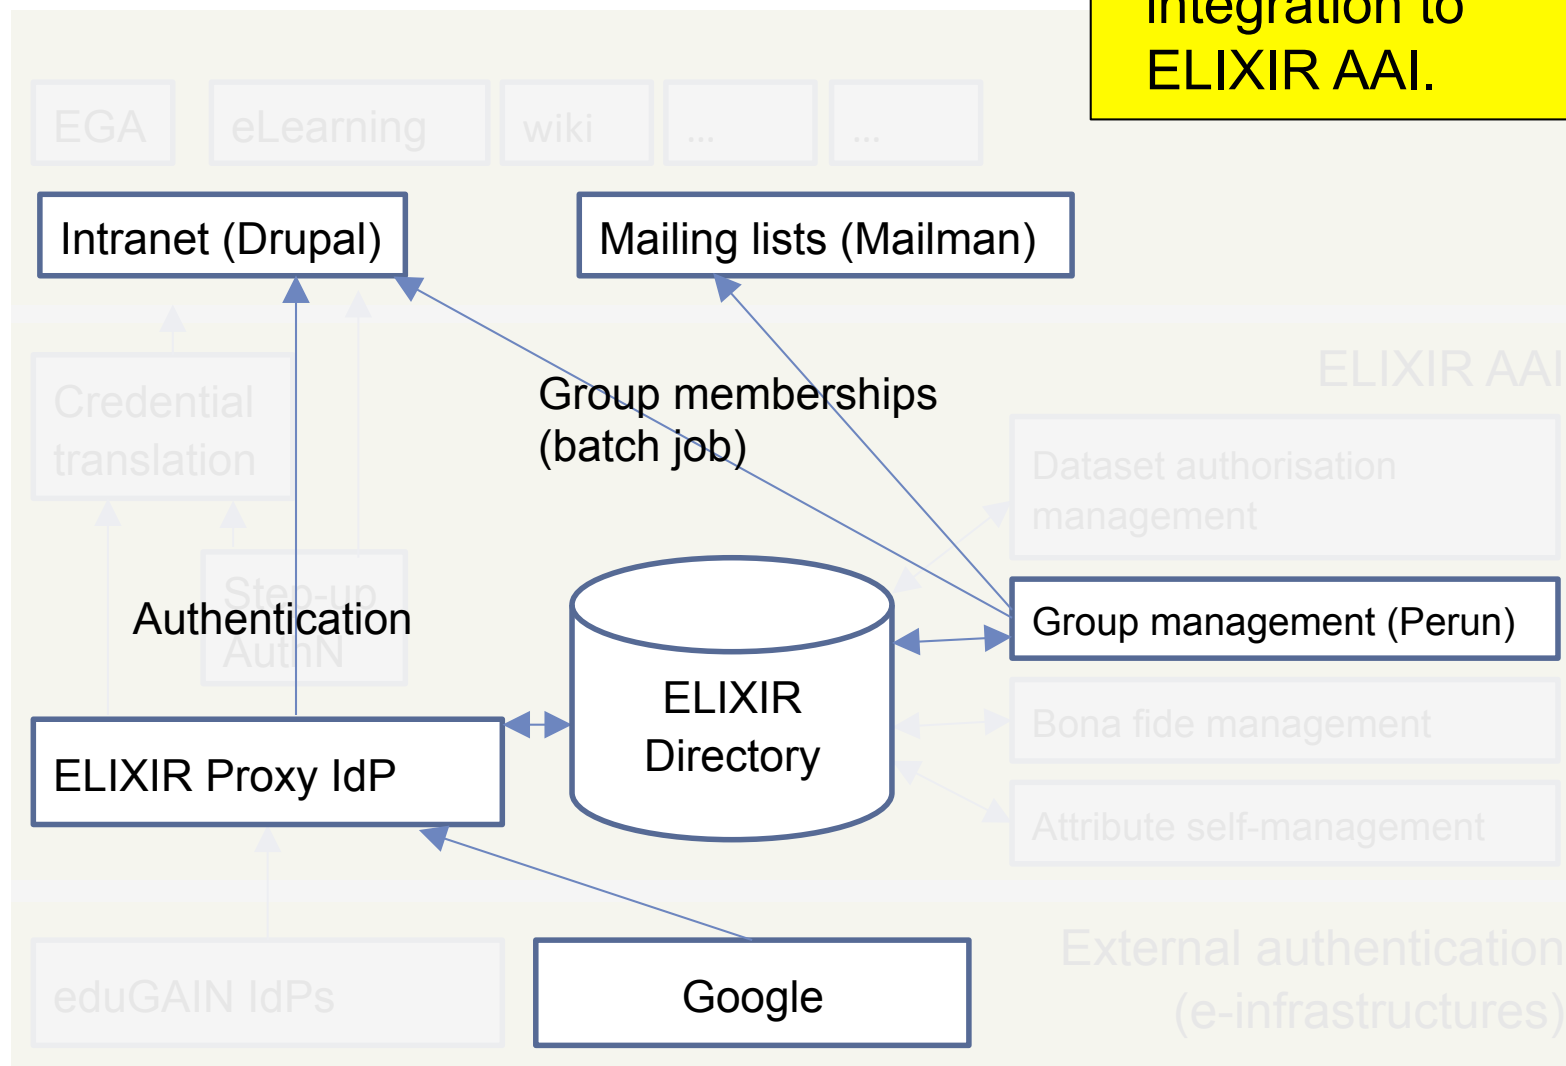 integration to
ELIXIR AAI.
EGA
eLearning
wiki
...
...
Intranet (Drupal)
Mailing lists (Mailman)
ELIXIR AAI
Credential
translation
Group memberships
(batch job)
Dataset authorisation
management
Step-up
AuthN
Authentication
Group management (Perun)
ELIXIR
Directory
Bona fide management
ELIXIR Proxy IdP
Attribute self-management
External authentication
(e-infrastructures)
eduGAIN IdPs
Google